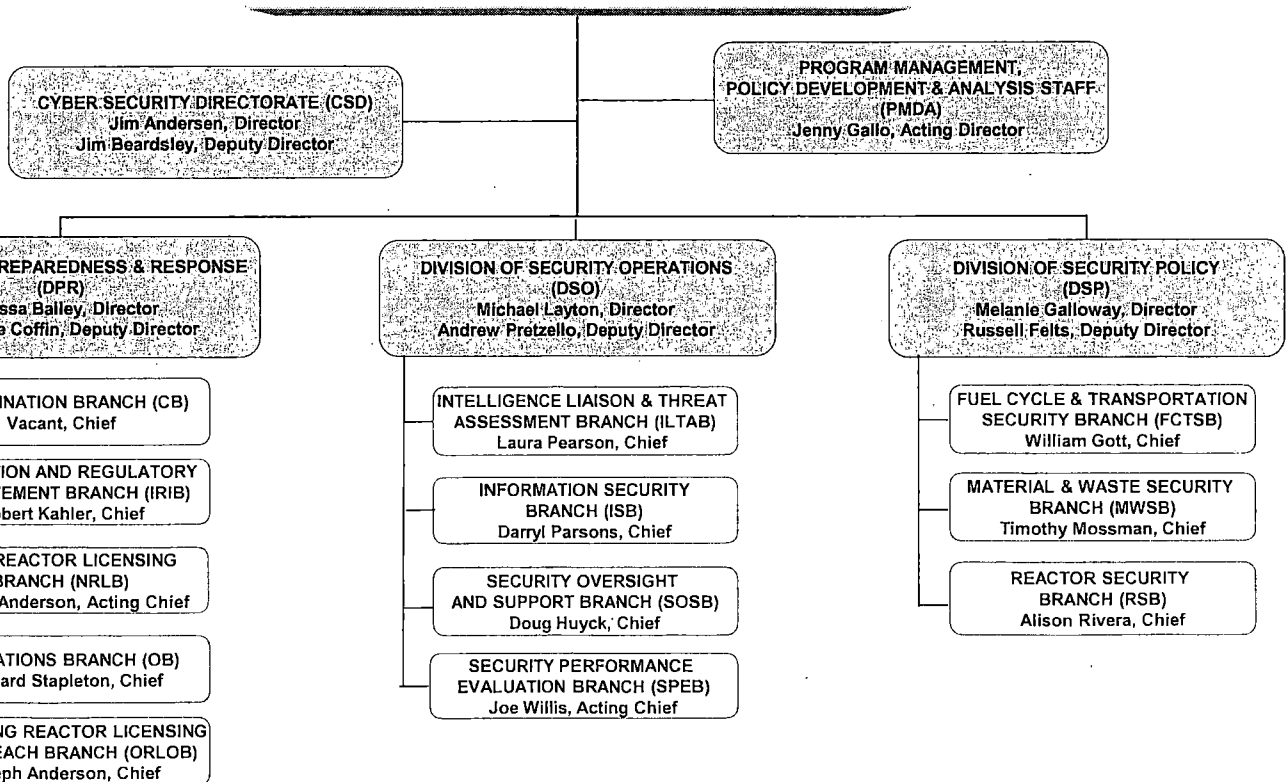 CYBER SECURITY DIRECTORATE (CSD)
Jim Andersen, Director
Jim Beardsley, Deputy Director
PROGRAM MANAGEMENT,
POLICY DEVELOPMENT & ANALYSIS STAFF
(PMDA)
Jenny Gallo, Acting Director
REPAREDNESS & RESPONSE
(DPR)
ssa Bailey, Director
e Coffin, Deputy Director
INATION BRANCH (CB)
Vacant, Chief
TION AND REGULATORY
EMENT BRANCH (IRIB)
bert Kahler, Chief
REACTOR LICENSING
BRANCH (NRLB)
Anderson, Acting Chief
ATIONS BRANCH (OB)
ard Stapleton, Chief
NG REACTOR LICENSING
EACH BRANCH (ORLOB)
eph Anderson, Chief
DIVISION OF SECURITY OPERATIONS
(DSO)
Michael Layton, Director
Andrew Pretzello, Deputy Director
INTELLIGENCE LIAISON & THREAT
ASSESSMENT BRANCH (ILTAB)
Laura Pearson, Chief
INFORMATION SECURITY
BRANCH (ISB)
Darryl Parsons, Chief
SECURITY OVERSIGHT
AND SUPPORT BRANCH (SOSB)
Doug Huyck, Chief
SECURITY PERFORMANCE
EVALUATION BRANCH (SPEB)
Joe Willis, Acting Chief
DIVISION OF SECURITY POLICY
(DSP)
Melanie Galloway, Director
Russell Felts, Deputy Director
FUEL CYCLE & TRANSPORTATION
SECURITY BRANCH (FCTSB)
William Gott, Chief
MATERIAL & WASTE SECURITY
BRANCH (MWSB)
Timothy Mossman, Chief
REACTOR SECURITY
BRANCH (RSB)
Alison Rivera, Chief